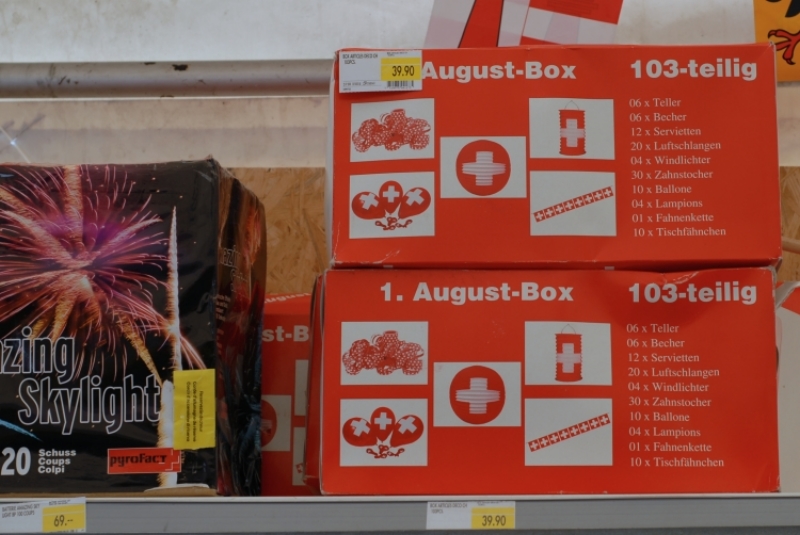 39.90
August-Box 103-teilig
06 x Teller
06 x Becher
12 x Servietten
20 x Luftschlangen
04 x Windlichter
30 x Zahnstocher
10 x Ballone
04 x Lampions
01 x Fahnenkette
10 x Tischfähnchen
1. August-Box 103-teilig
06 x Teller
06 x Becher
12 x Servietten
20 x Luftschlangen
04 x Windlichter
30 x Zahnstocher
10 x Ballone
04 x Lampions
01 x Fahnenkette
10 x Tischfähnchen
st-B
azing
Skylight
20 Schuss
Coups
Colpi
pyrofact
69.–
39.90